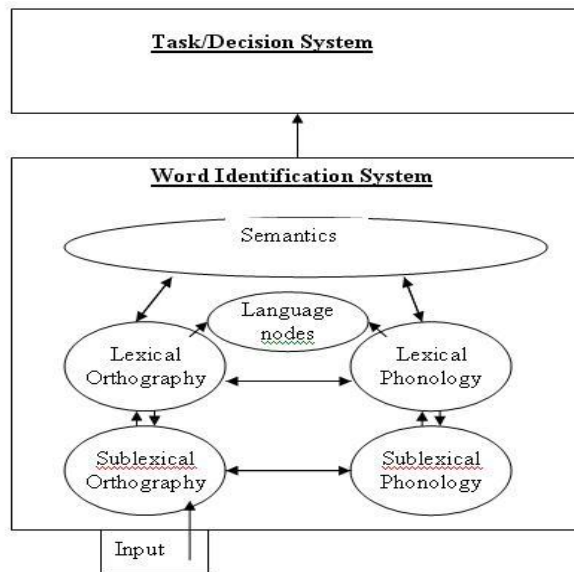 Task/Decision System
Word Identification System
Semantics
Language
nodes
Lexical
Orthography
Lexical
Phonology
Sublexical
Orthography
Sublexical
Phonology
Input